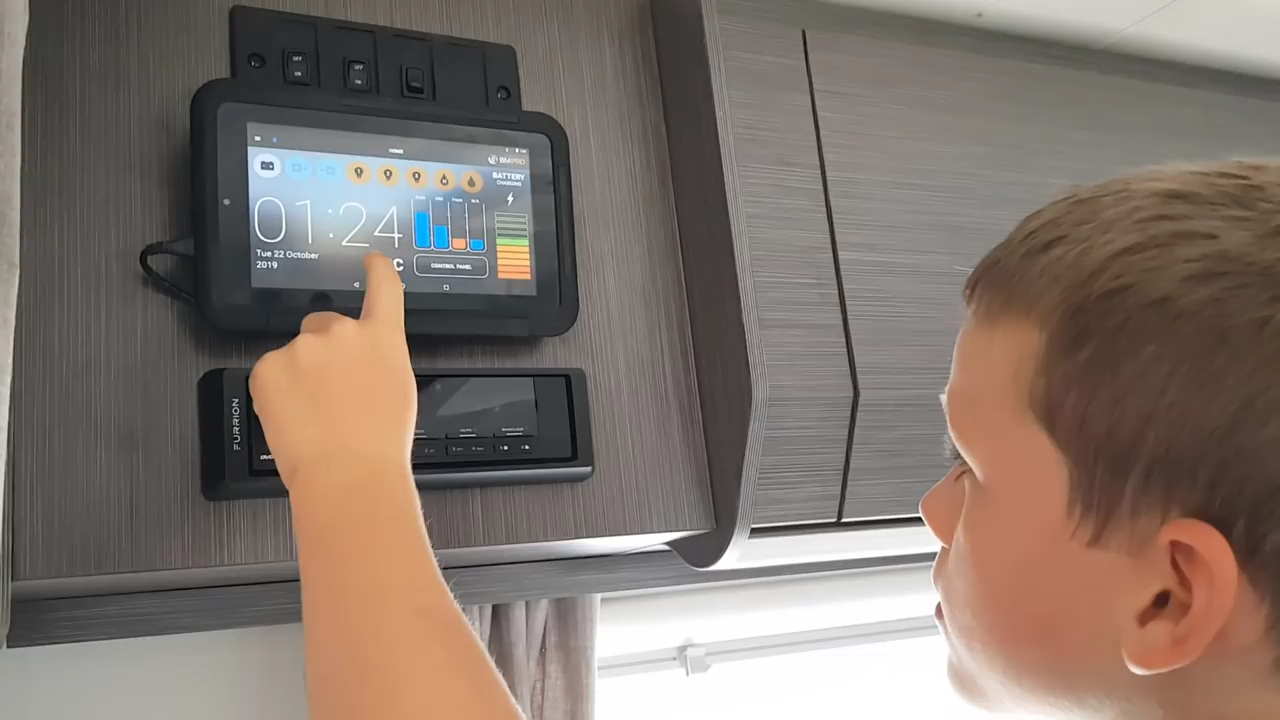 OFF
ON
OFF
ON
HOME
BMPRO
BATTERY
CHARGING
01:24
Tue 22 October
2019
C
CONTROL PANEL
FURRION